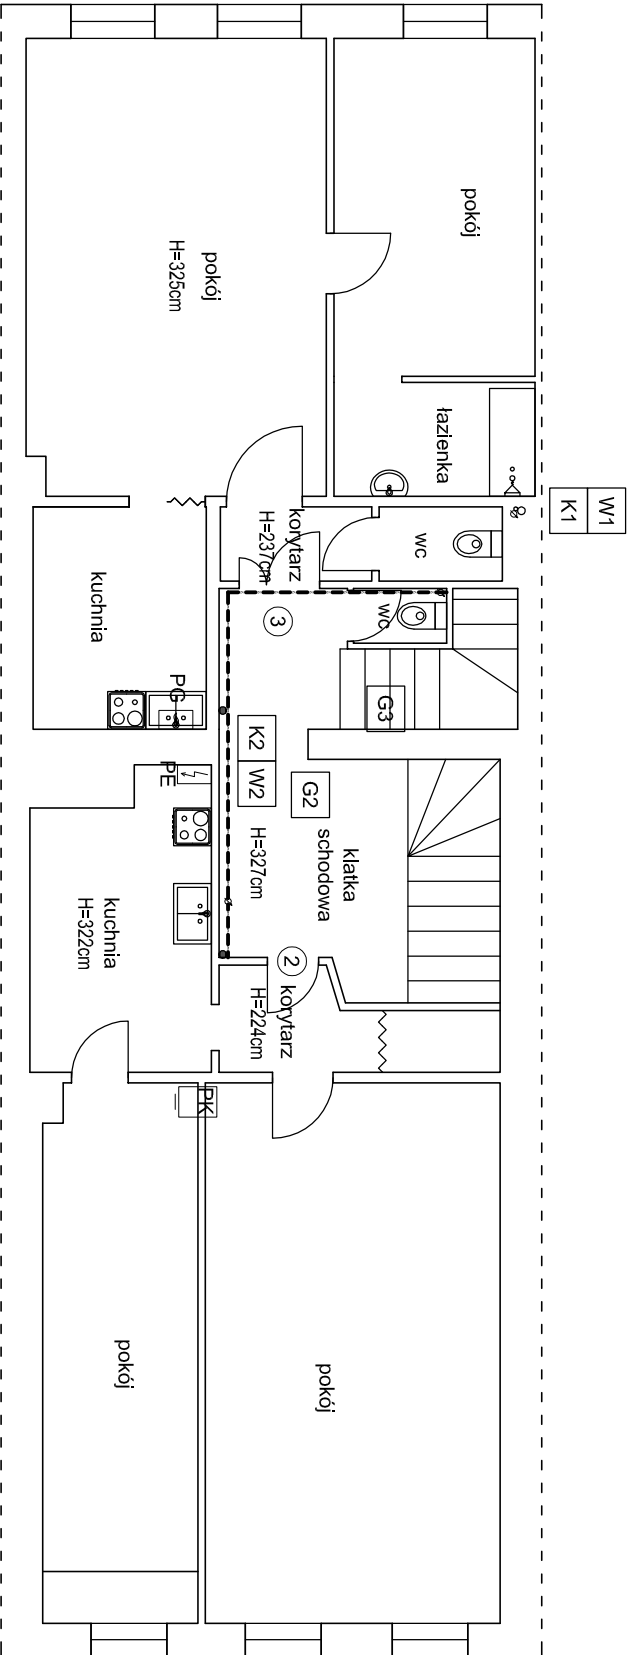 pokój
pokój
H=325cm
łazienka
W1
K1
korytarz
H=237cm
wc
kuchnia
wc
3
PG
G3
K2
W2
G2
PE
klatka
schodowa
H=327cm
kuchnia
H=322cm
2
korytarz
H=224cm
PK
pokój
pokój